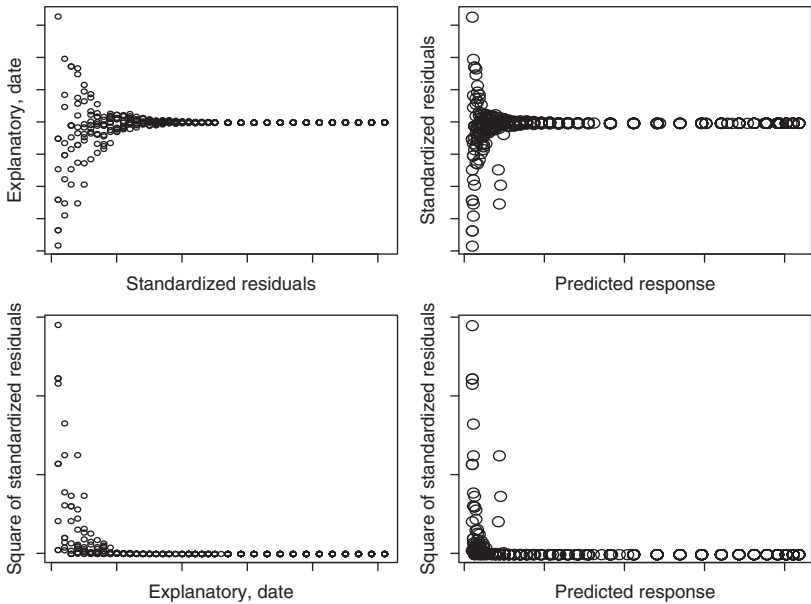 Explanatory, date
Standardized residuals
Standardized residuals
Predicted response
Square of standardized residuals
Explanatory, date
Square of standardized residuals
Predicted response